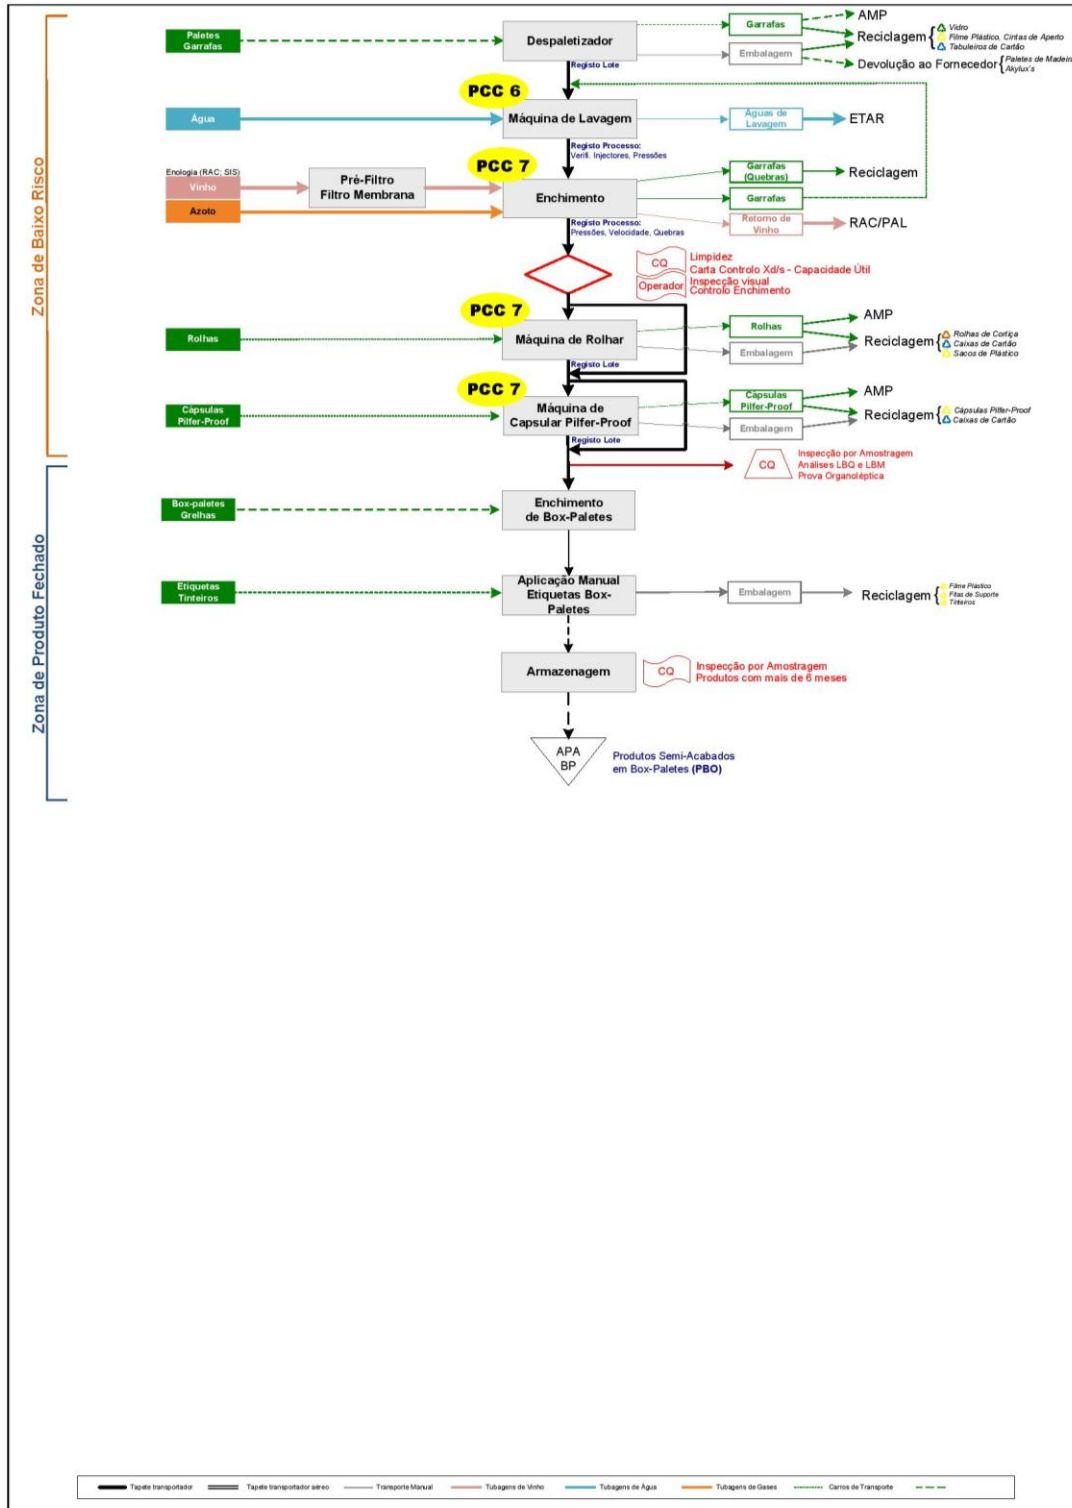 Zona de Baixo Risco
Paletes
Garrafas
Despaletizador
Registo Lote
Garrafas
Embalagem
AMP
Reciclagem
Vidro
Filme Plástico, Cintas de Aperto
Tabuleiros de Cartão
Devolução ao Fornecedor
Paletes de Madeira
Akylux's
PCC 6
Água
Máquina de Lavagem
Águas de
Lavagem
ETAR
Registo Processo:
Verifi. Injectores, Pressões
PCC 7
Enologia (RAC; SIS)
Vinho
Pré-Filtro
Filtro Membrana
Azoto
Enchimento
Garrafas
(Quebras)
Reciclagem
Garrafas
Retorno de
Vinho
RAC/PAL
Registo Processo:
Pressões, Velocidade, Quebras
CQ
Limpidez
Carta Controlo Xd/s - Capacidade Útil
Operador
Inspecção visual
Controlo Enchimento
PCC 7
Rolhas
Máquina de Rolhar
Registo Lote
Rolhas
Embalagem
AMP
Reciclagem
Rolhas de Cortiça
Caixas de Cartão
Sacos de Plástico
PCC 7
Cápsulas
Pilfer-Proof
Máquina de
Capsular Pilfer-Proof
Registo Lote
Cápsulas
Pilfer-Proof
Embalagem
AMP
Reciclagem
Cápsulas Pilfer-Proof
Caixas de Cartão
CQ
Inspecção por Amostragem
Análises LBQ e LBM
Prova Organoléptica
Zona de Produto Fechado
Box-paletes
Grelhas
Enchimento
de Box-Paletes
Etiquetas
Tinteiros
Aplicação Manual
Etiquetas Box-
Paletes
Embalagem
Reciclagem
Filme Plástico
Fitas de Suporte
Tinteiros
Armazenagem
CQ
Inspecção por Amostragem
Produtos com mais de 6 meses
APA
BP
Produtos Semi-Acabados
em Box-Paletes (PBO)
Tapete transportador
Tapete transportador aéreo
Transporte Manual
Tubagens de Vinho
Tubagens de Água
Tubagens de Gases
Carros de Transporte